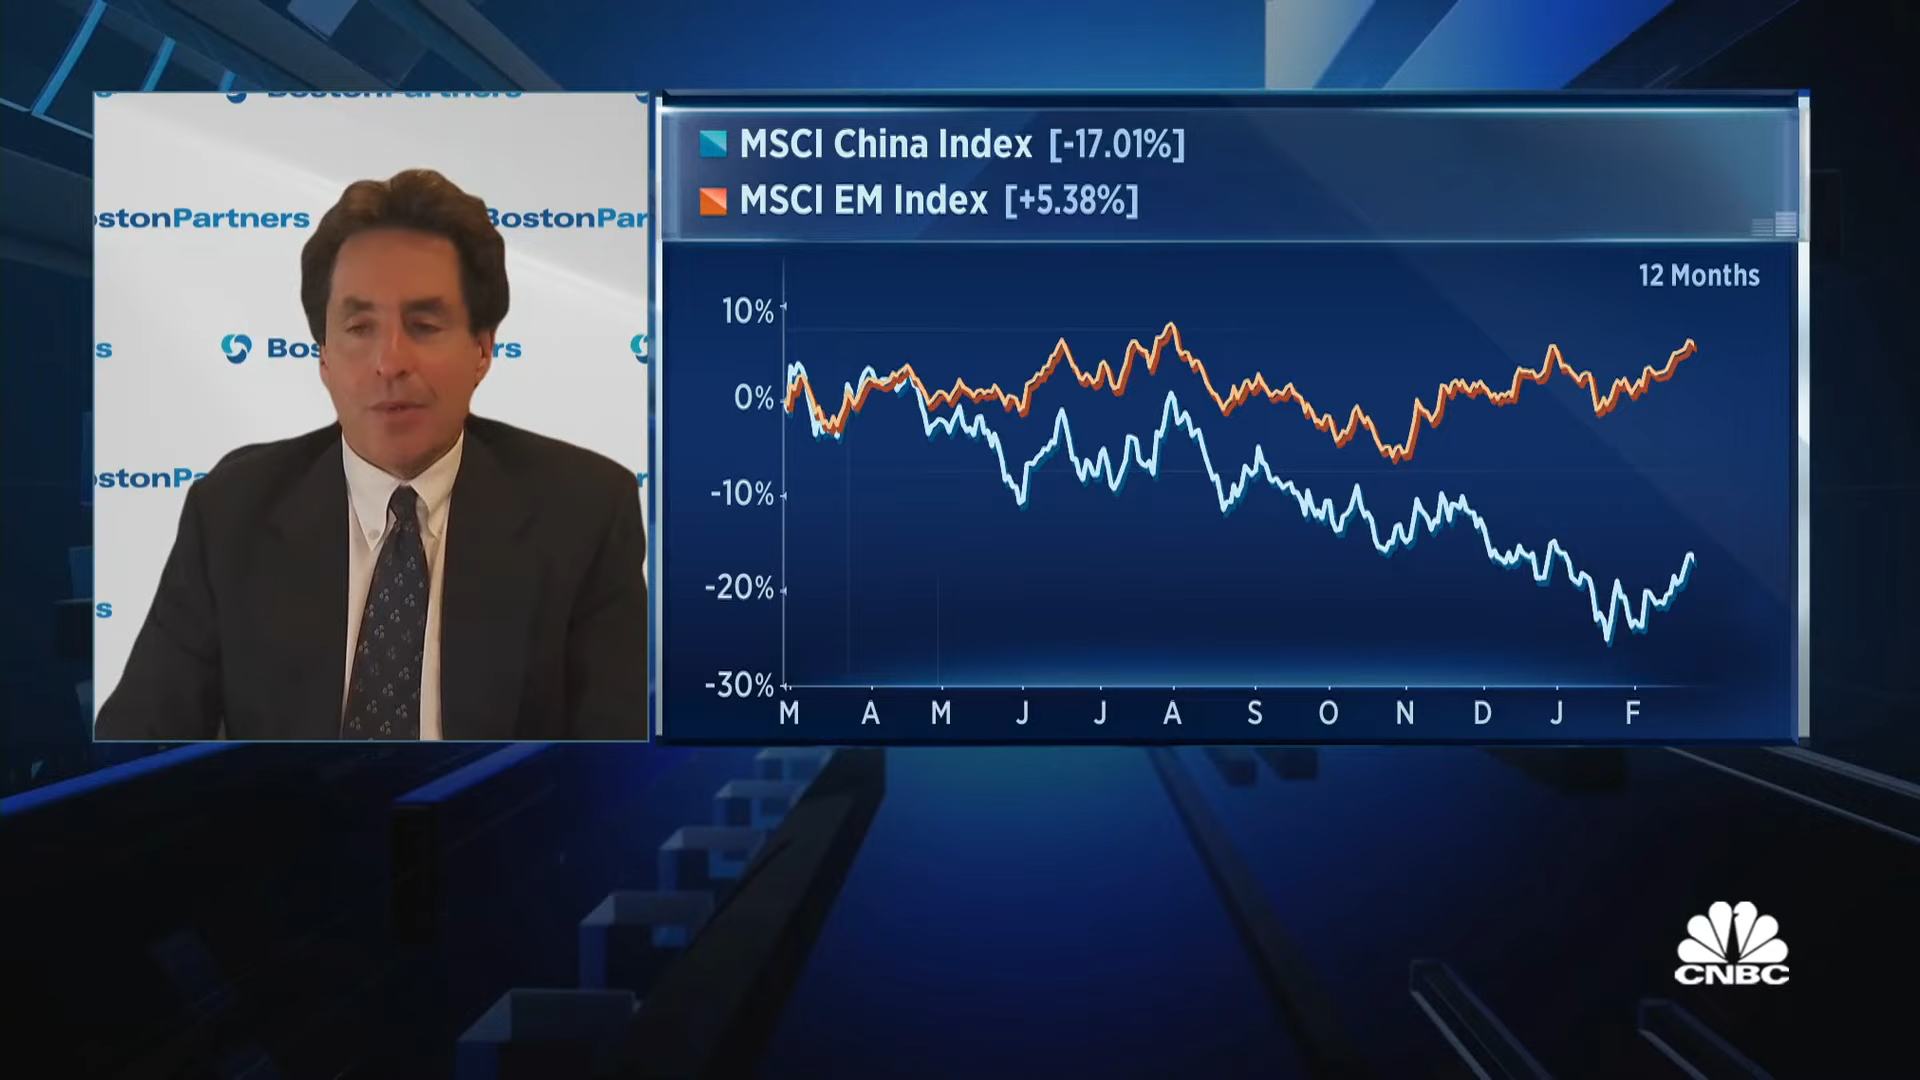 BostonPartners
stonPartners
BostonPar
s
Bos
rs
stonPa
s
MSCI China Index [-17.01%]
MSCI EM Index [+5.38%]
12 Months
10%
0%
-10%
-20%
-30%
M A M J J A S O N D J F
CNBC